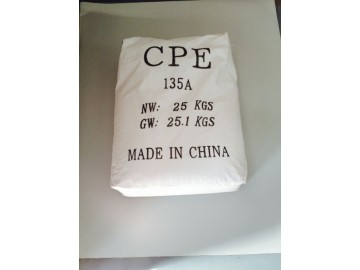 CPE
135A
NW: 25 KGS
GW: 25.1 KGS
MADE IN CHINA